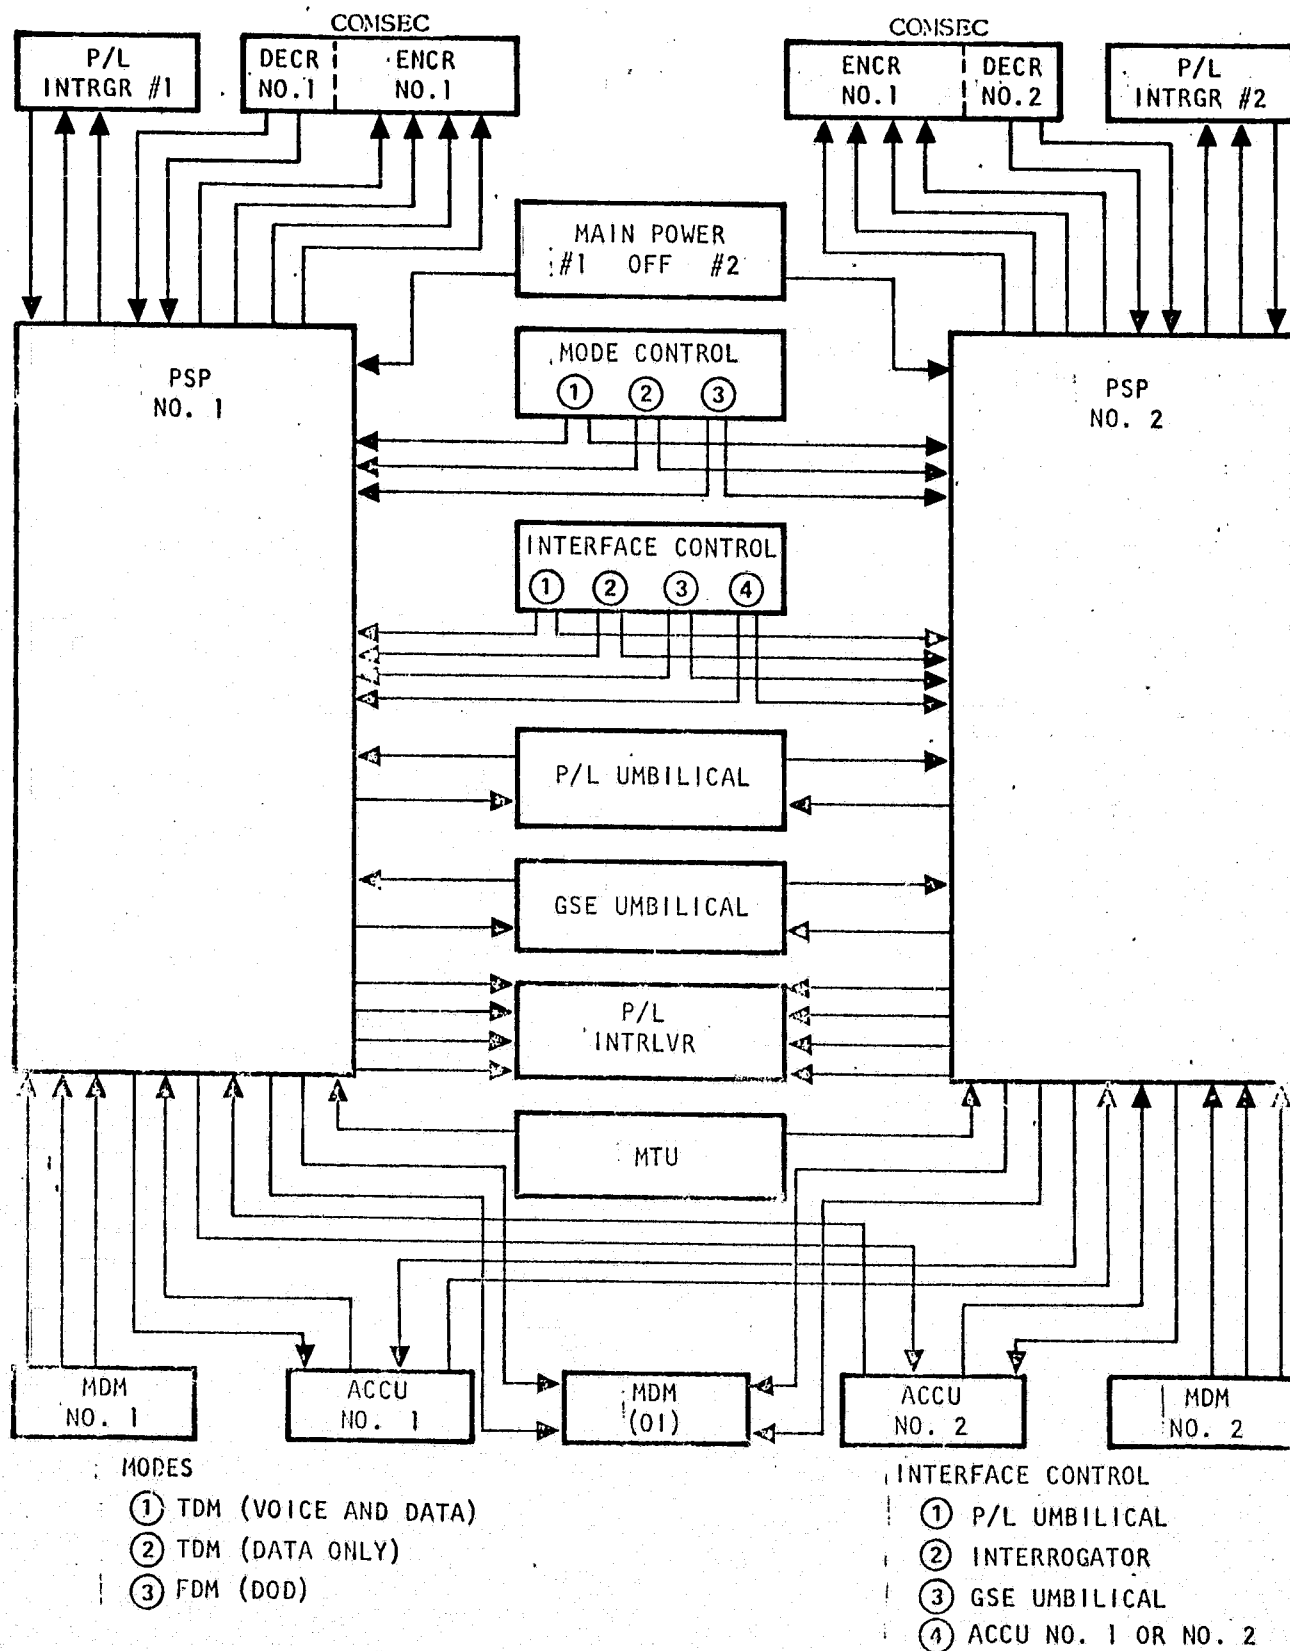 COMSEC
COMSEC
P/L
INTRGR #1
DECR
NO.1
ENCR
NO.1
ENCR
NO.1
DECR
NO.2
P/L
INTRGR #2
MAIN POWER
#1 OFF #2
MODE CONTROL
1 2 3
PSP
NO. 1
PSP
NO. 2
INTERFACE CONTROL
1 2 3 4
P/L UMBILICAL
GSE UMBILICAL
P/L
INTRLVR
MTU
MDM
NO. 1
ACCU
NO. 1
MDM
(OI)
ACCU
NO. 2
MDM
NO. 2
MODES
1 TDM (VOICE AND DATA)
2 TDM (DATA ONLY)
3 FDM (DOD)
INTERFACE CONTROL
1 P/L UMBILICAL
2 INTERROGATOR
3 GSE UMBILICAL
4 ACCU NO. 1 OR NO. 2